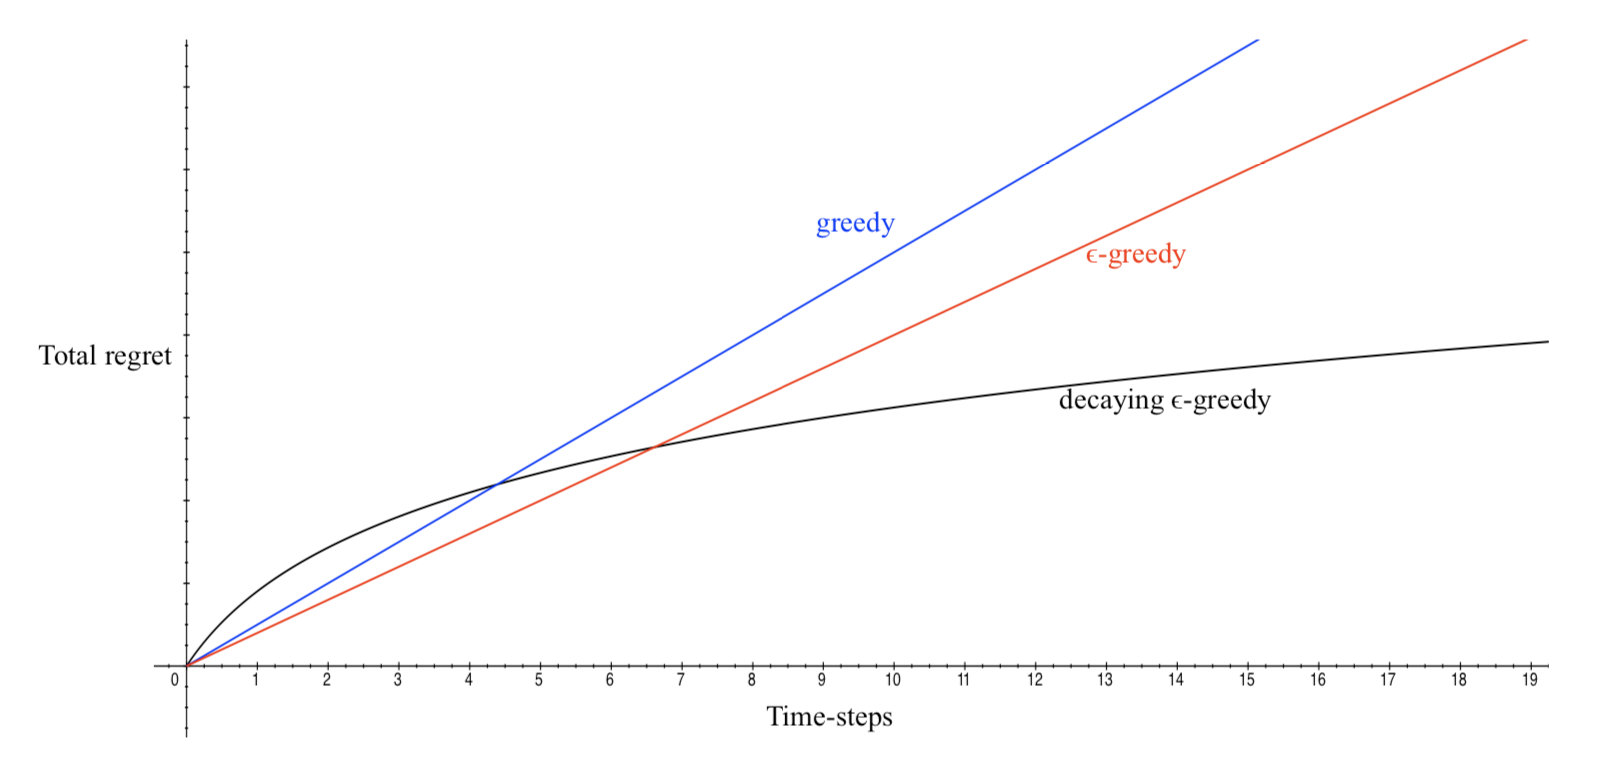 greedy
ϵ-greedy
Total regret
decaying ϵ-greedy
0 1 2 3 4 5 6 7 8 9 10 11 12 13 14 15 16 17 18 19
Time-steps